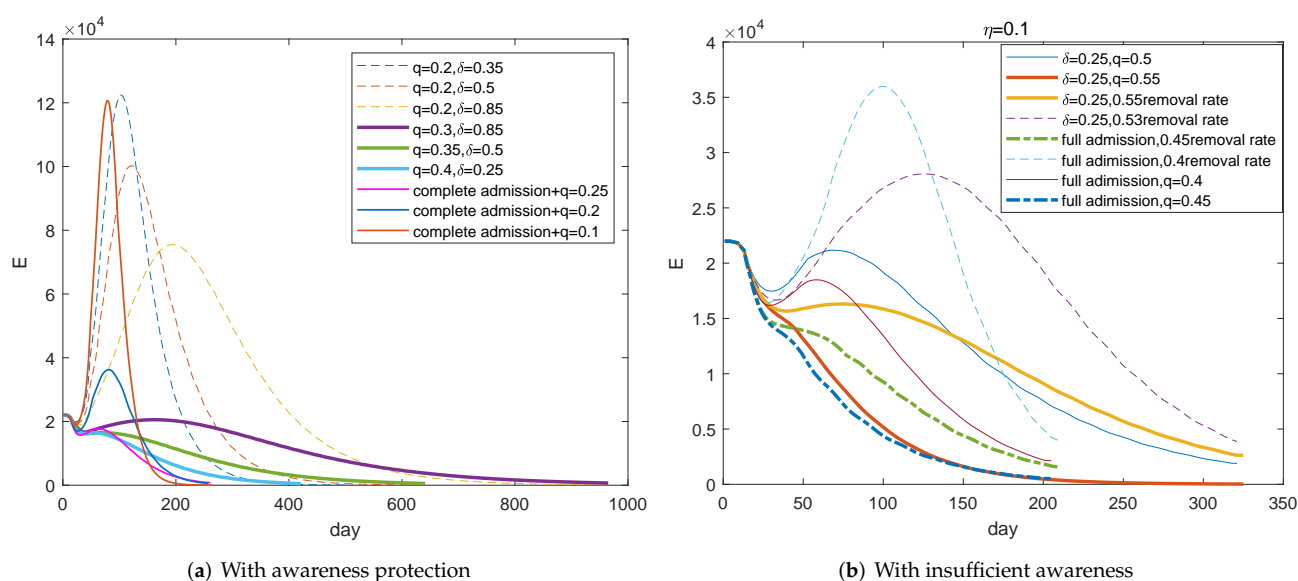 ×10⁴
14
12
10
8
6
4
2
0
E
0
200
400
600
800
1000
day
q=0.2,δ=0.35
q=0.2,δ=0.5
q=0.2,δ=0.85
q=0.3,δ=0.85
q=0.35,δ=0.5
q=0.4,δ=0.25
complete admission+q=0.25
complete admission+q=0.2
complete admission+q=0.1
(a) With awareness protection
×10⁴
η=0.1
4
3.5
3
2.5
2
1.5
1
0.5
0
E
0
50
100
150
200
250
300
350
day
δ=0.25,q=0.5
δ=0.25,q=0.55
δ=0.25,0.55removal rate
δ=0.25,0.53removal rate
full admission,0.45removal rate
full adimission,0.4removal rate
full adimission,q=0.4
full adimission,q=0.45
(b) With insufficient awareness